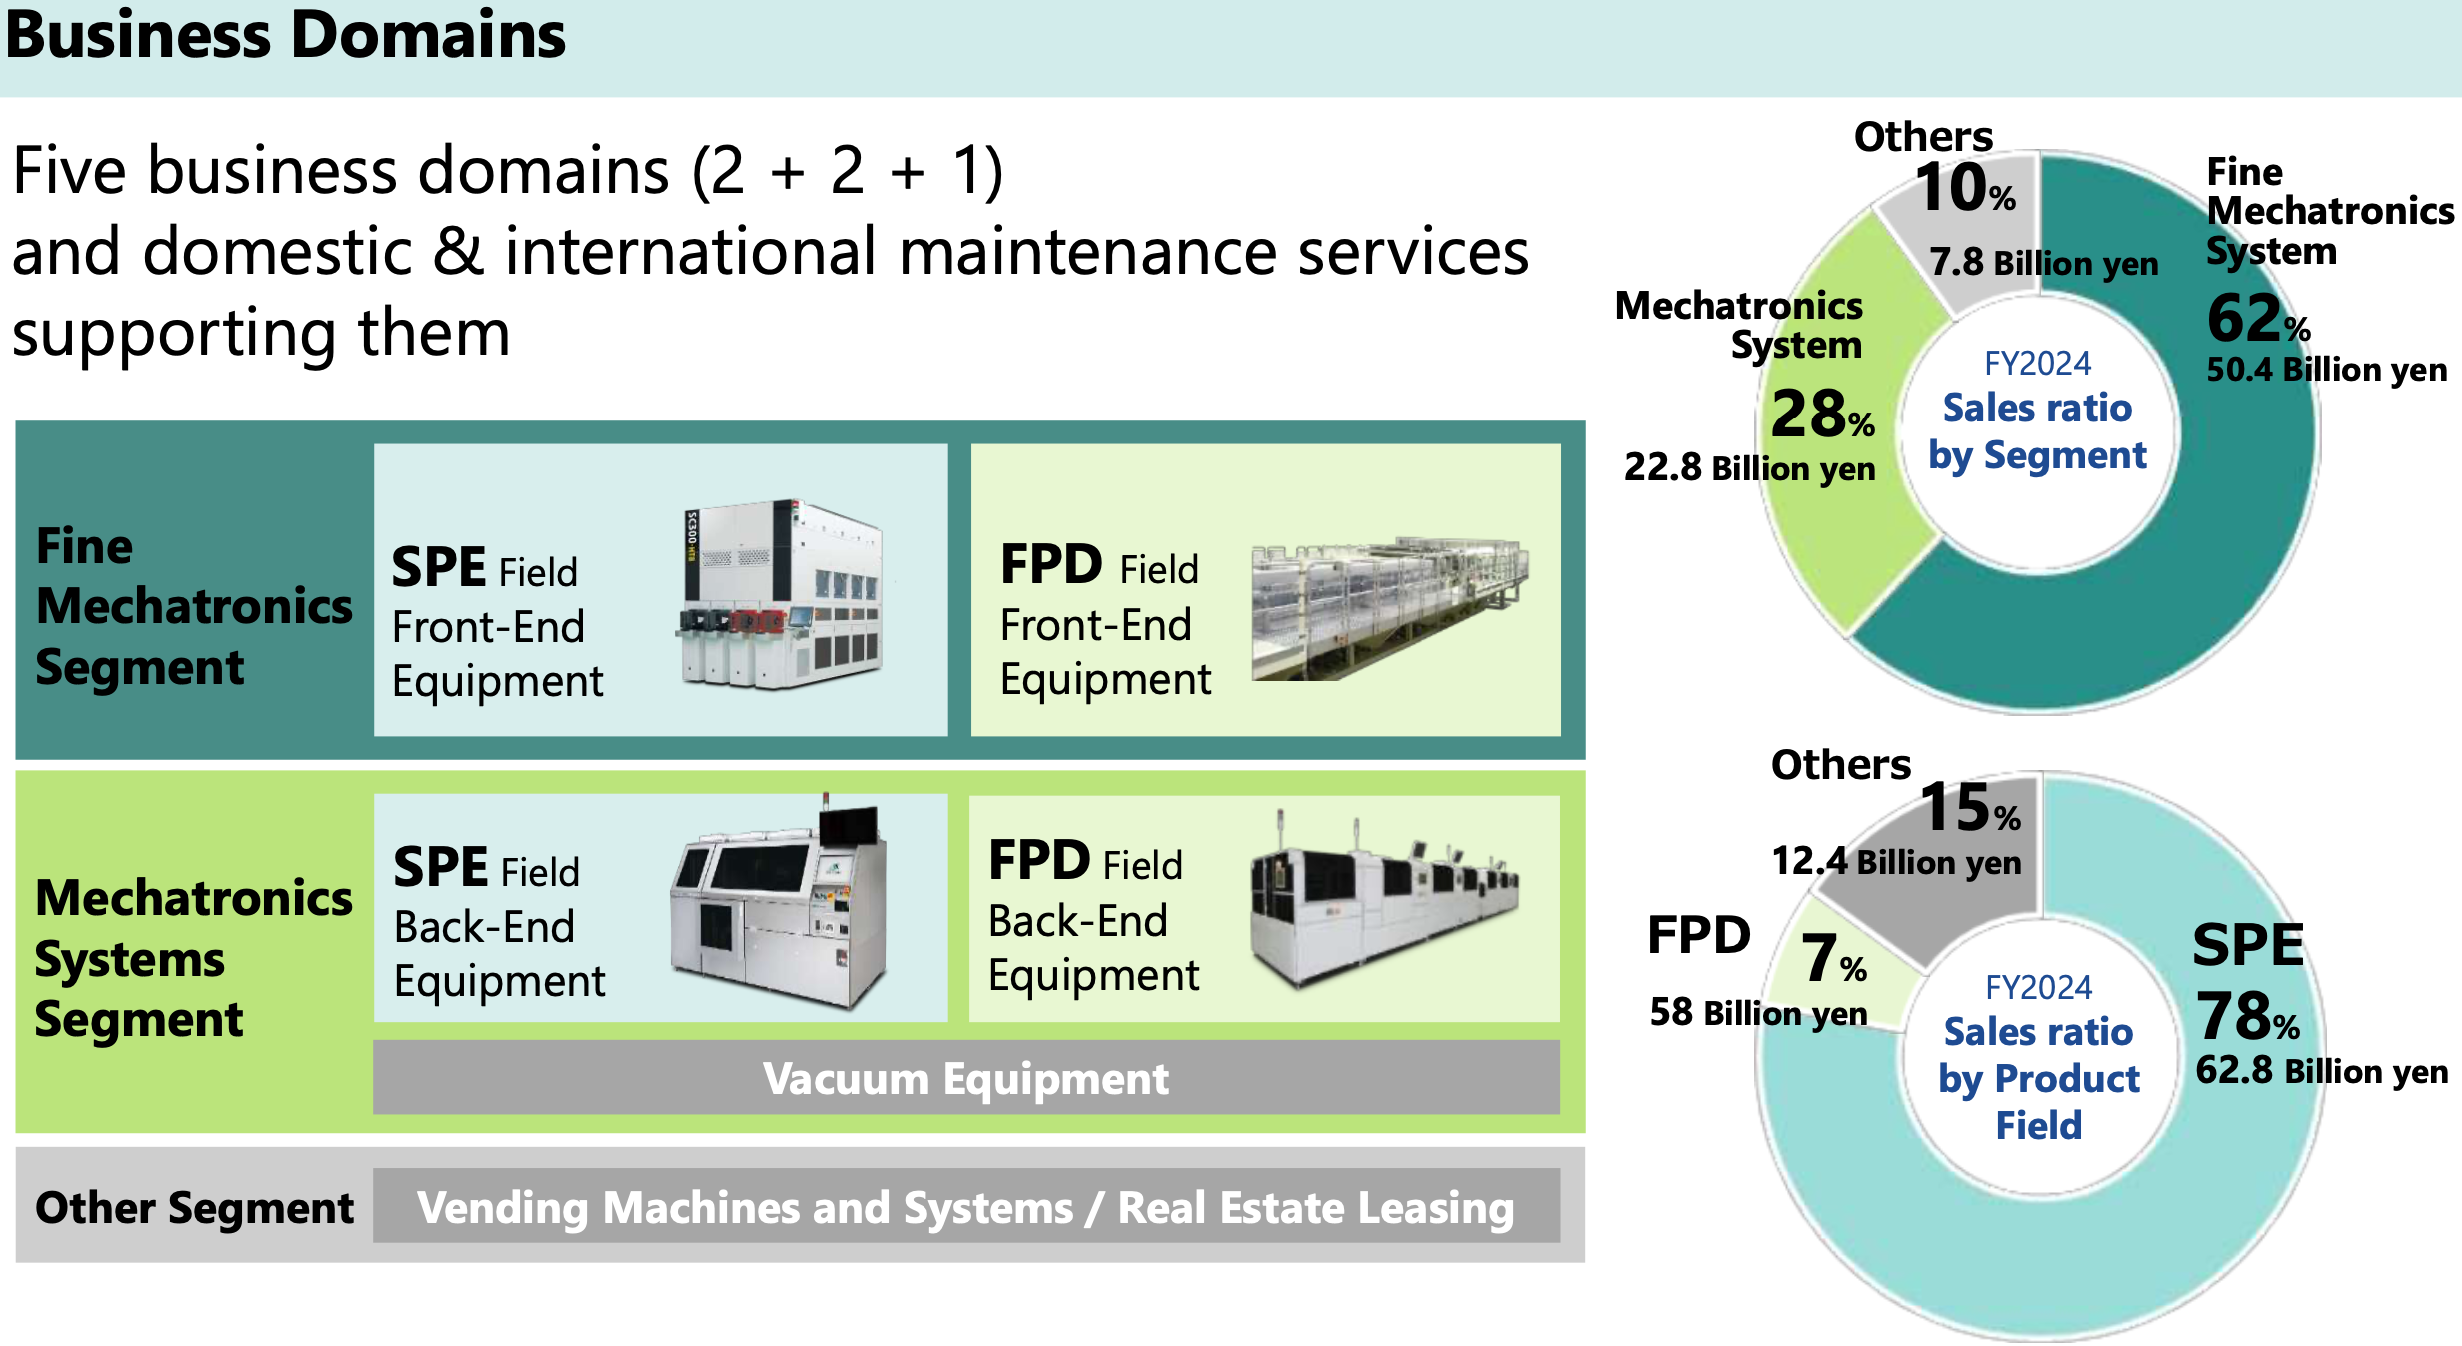 Business Domains
Five business domains (2 + 2 + 1)
and domestic & international maintenance services
supporting them
Fine
Mechatronics
Segment
SPE Field
Front-End
Equipment
SC300-HTB
FPD Field
Front-End
Equipment
Mechatronics
Systems
Segment
SPE Field
Back-End
Equipment
FPD Field
Back-End
Equipment
Vacuum Equipment
Other Segment
Vending Machines and Systems / Real Estate Leasing
Others
10%
7.8 Billion yen
Fine
Mechatronics
System
62%
50.4 Billion yen
Mechatronics
System
28%
22.8 Billion yen
FY2024
Sales ratio
by Segment
Others
15%
12.4 Billion yen
FPD
7%
58 Billion yen
SPE
78%
62.8 Billion yen
FY2024
Sales ratio
by Product
Field